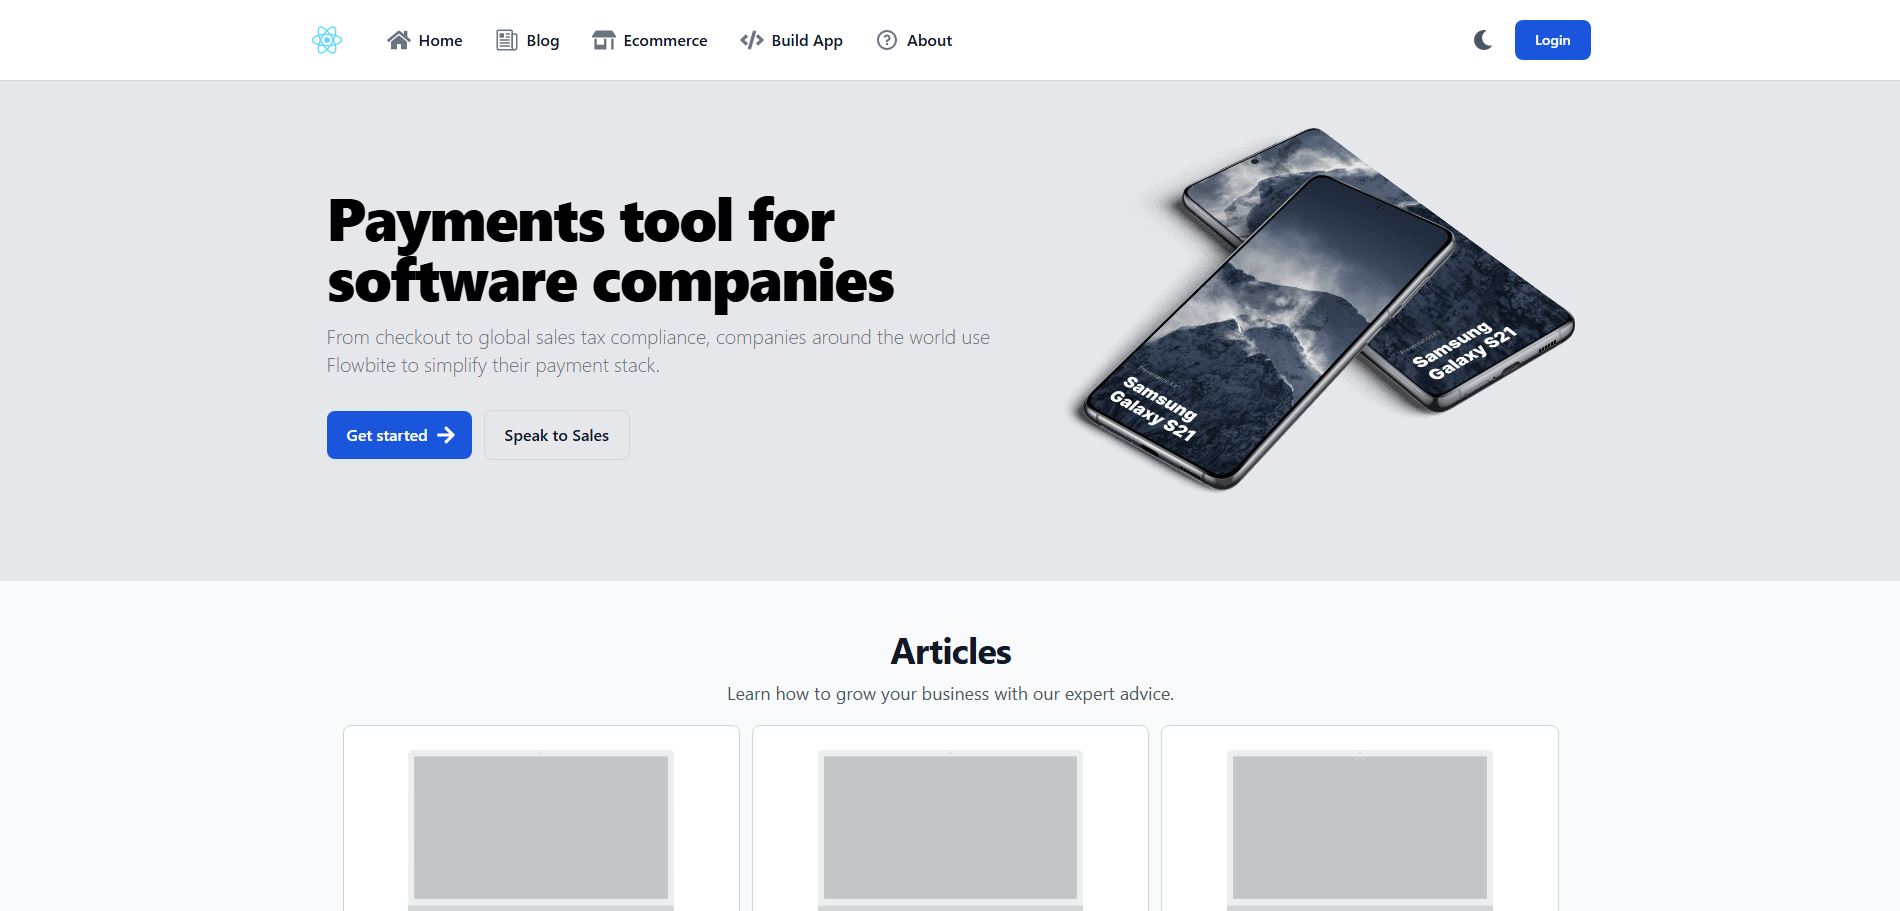 Home
Blog
Ecommerce
Build App
About
Login
Payments tool for
software companies
From checkout to global sales tax compliance, companies around the world use
Flowbite to simplify their payment stack.
Get started
Speak to Sales
Samsung
Galaxy S21
Presentation Kit
Samsung
Galaxy S21
Articles
Learn how to grow your business with our expert advice.